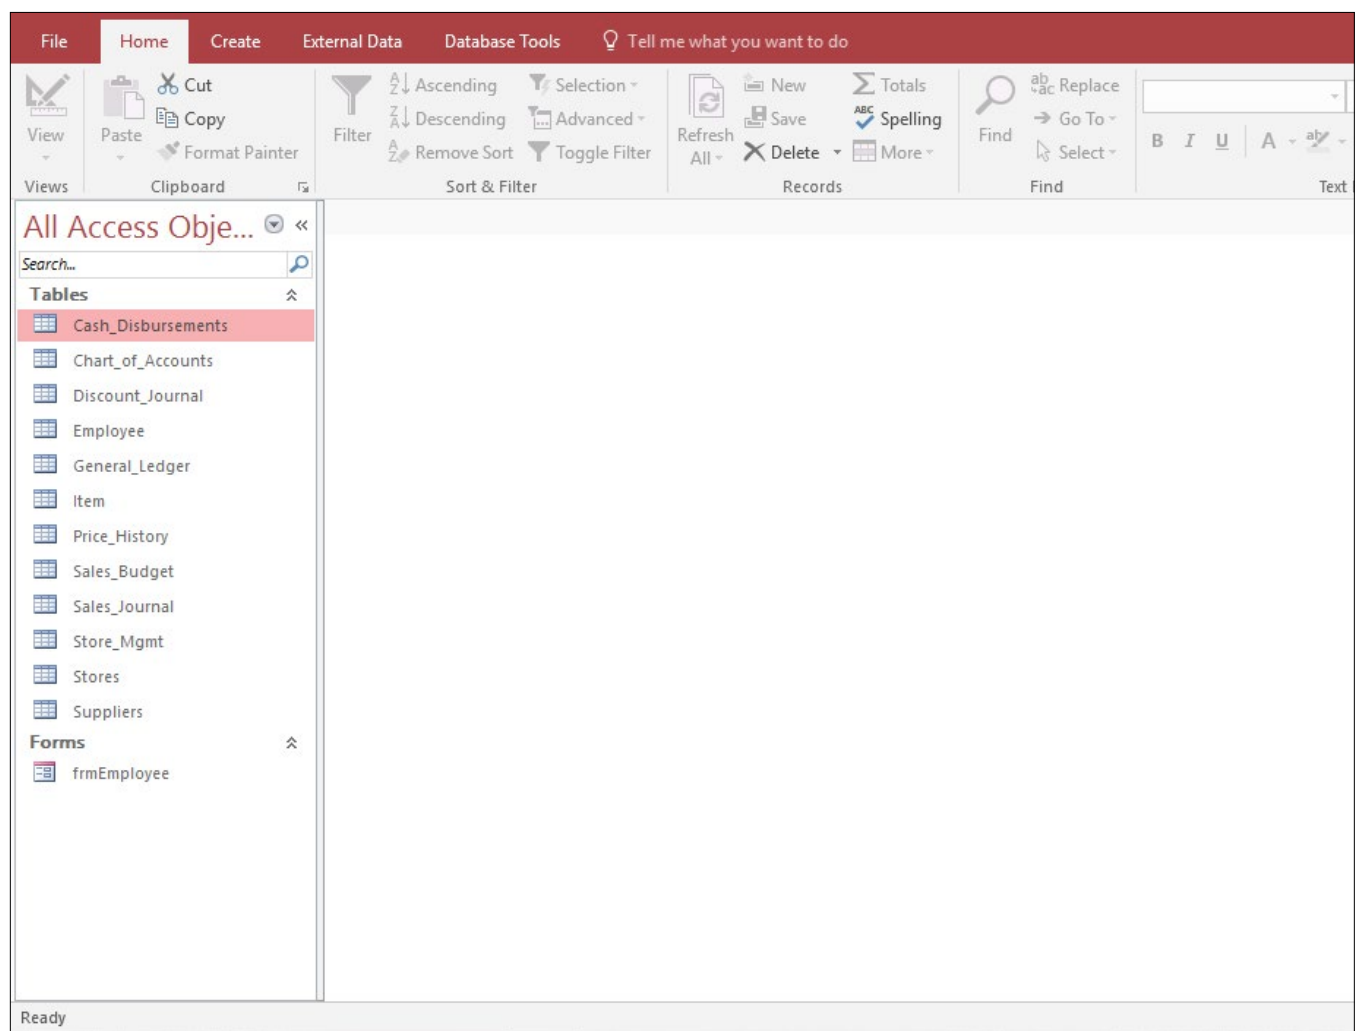 File Home Create External Data Database Tools Tell me what you want to do
View
Views
Paste
Cut
Copy
Format Painter
Clipboard
Filter
Ascending
Descending
Remove Sort
Selection
Advanced
Toggle Filter
Sort & Filter
Refresh
All
New
Save
Delete
Totals
Spelling
More
Records
Find
Replace
Go To
Select
Find
B I U A
Text
All Access Obje...
Search...
Tables
Cash_Disbursements
Chart_of_Accounts
Discount_Journal
Employee
General_Ledger
Item
Price_History
Sales_Budget
Sales_Journal
Store_Mgmt
Stores
Suppliers
Forms
frmEmployee
Ready